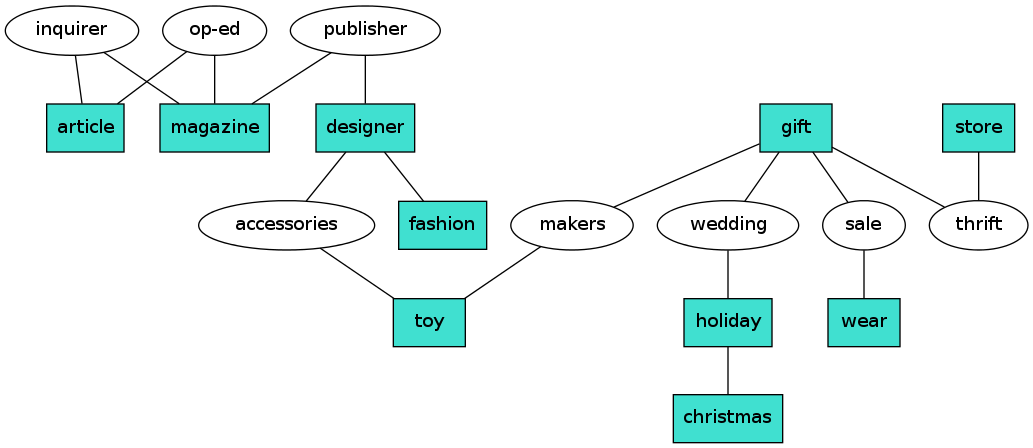 inquirer
op-ed
publisher
article
magazine
designer
gift
store
accessories
fashion
makers
wedding
sale
thrift
toy
holiday
wear
christmas